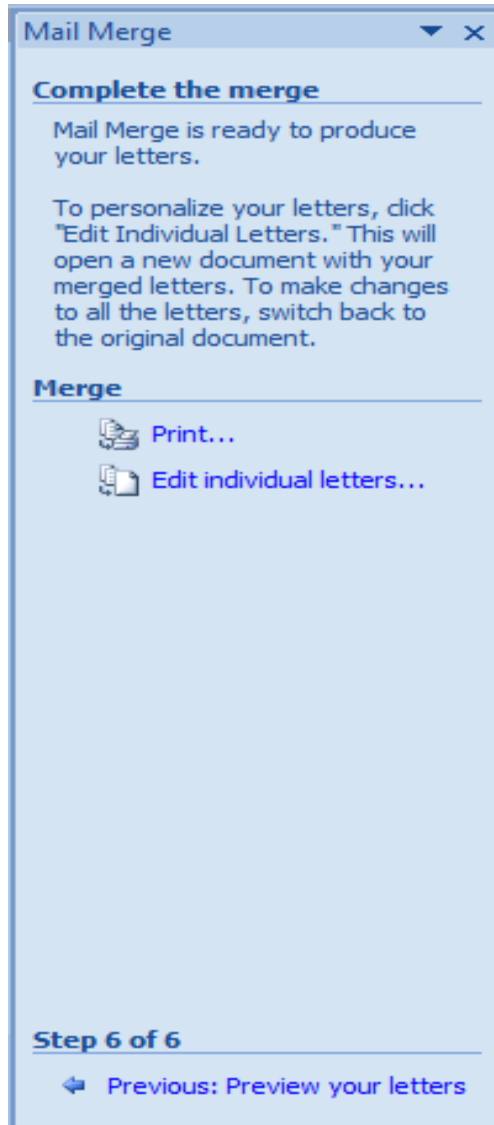 Mail Merge
Complete the merge
Mail Merge is ready to produce
your letters.
To personalize your letters, click
"Edit Individual Letters." This will
open a new document with your
merged letters. To make changes
to all the letters, switch back to
the original document.
Merge
Print...
Edit individual letters...
Step 6 of 6
Previous: Preview your letters